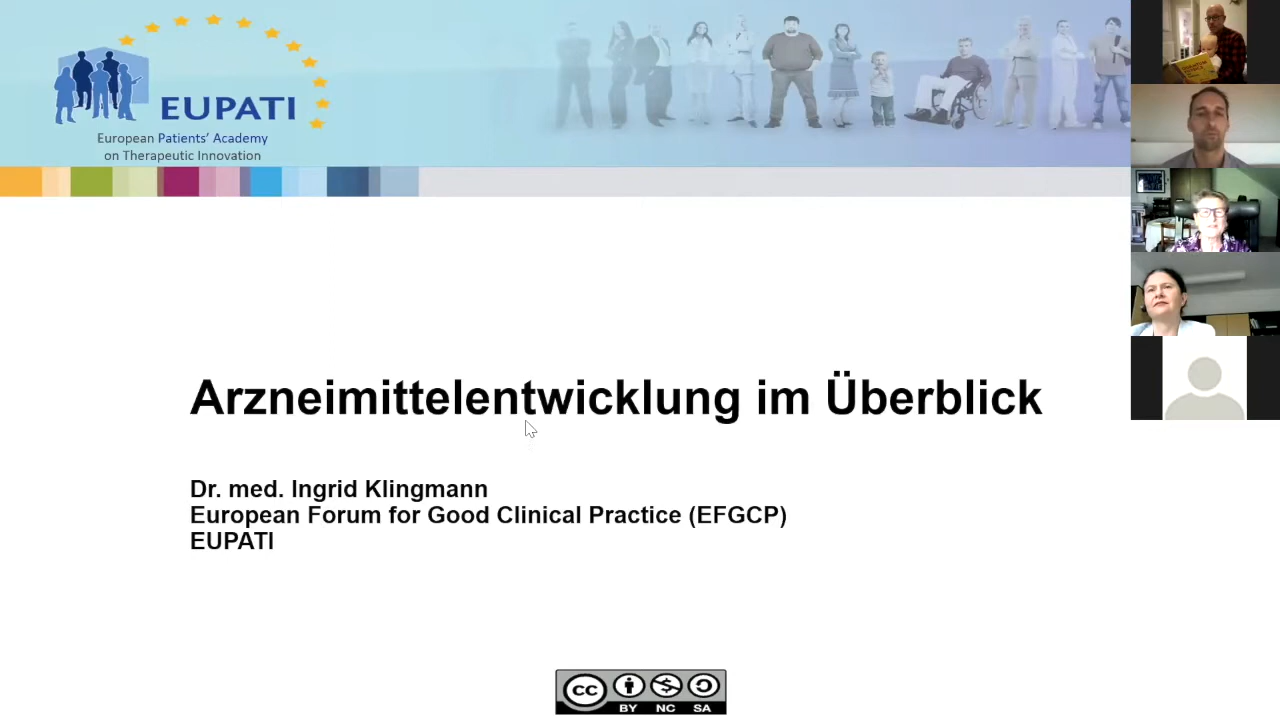 EUPATI
European Patients' Academy
on Therapeutic Innovation
Arzneimittelentwicklung im Überblick
Dr. med. Ingrid Klingmann
European Forum for Good Clinical Practice (EFGCP)
EUPATI
cc
BY NC SA